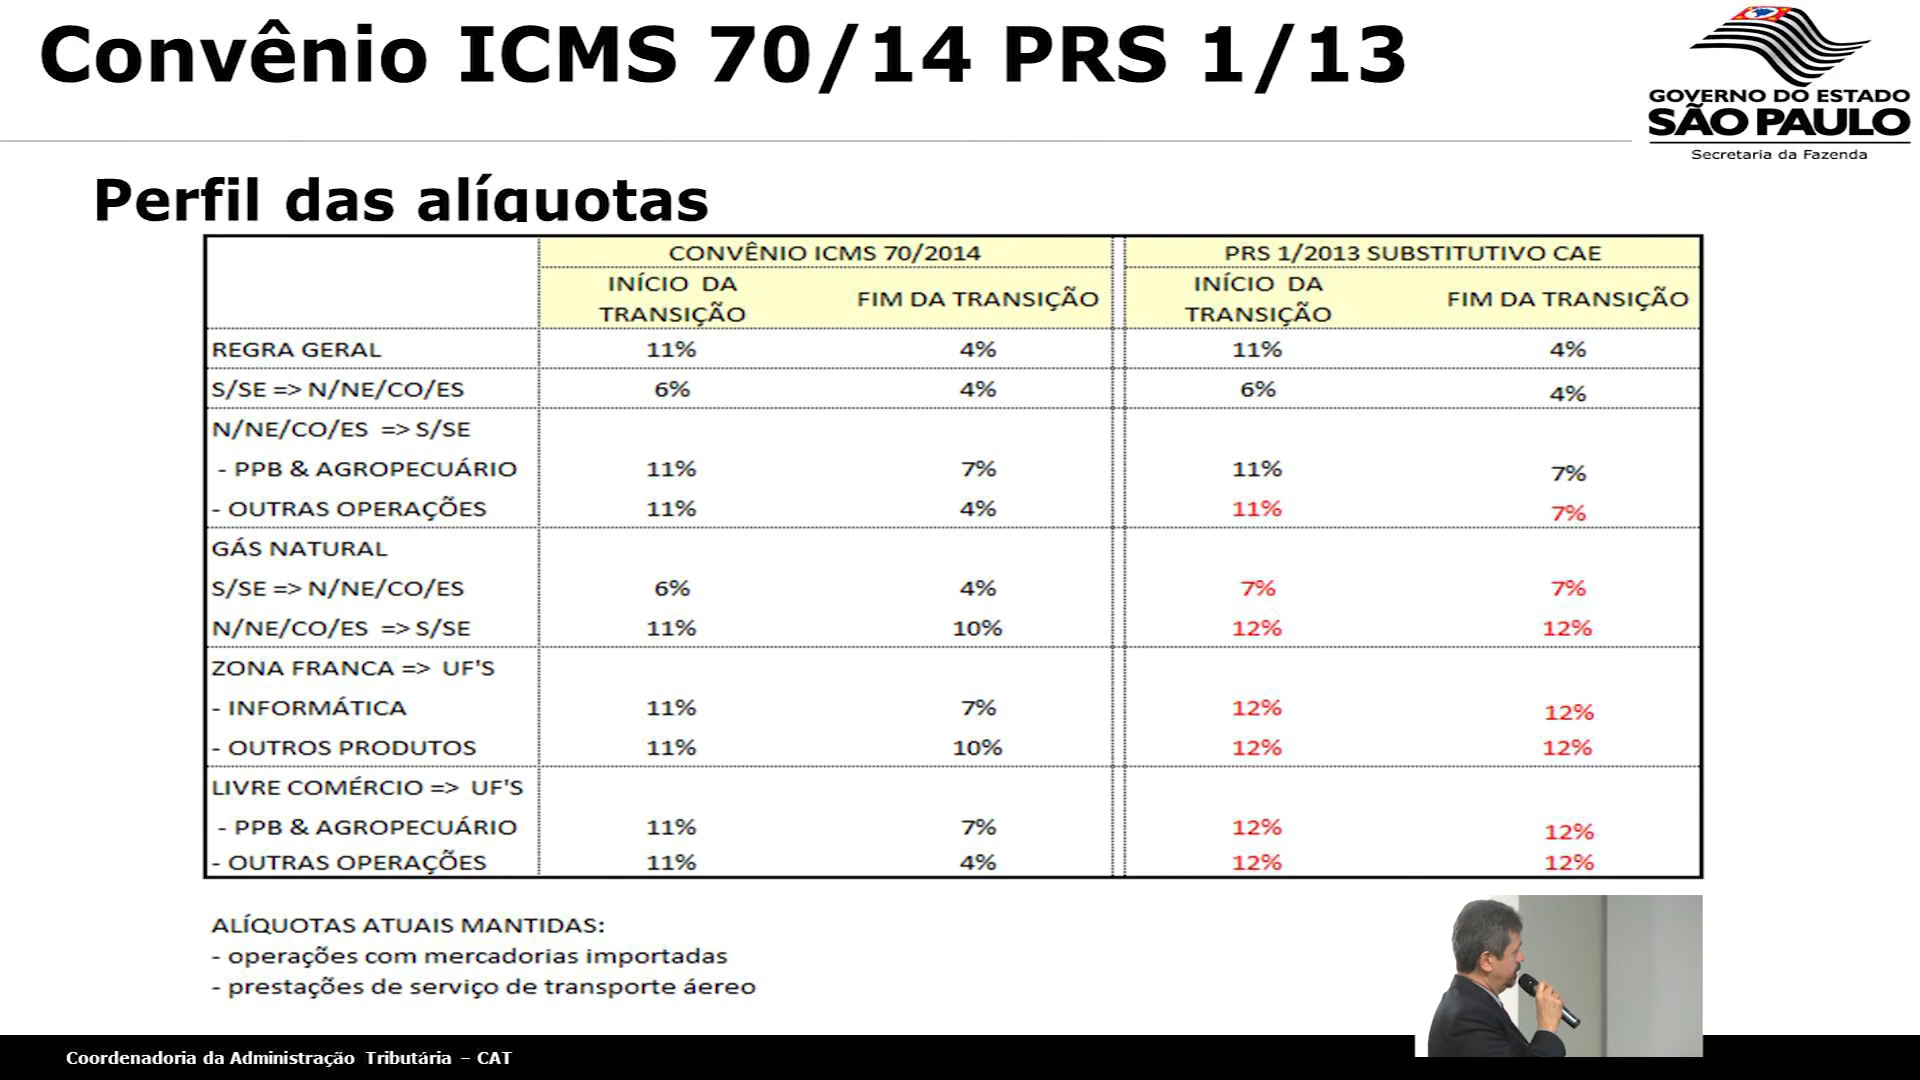 Convênio ICMS 70/14 PRS 1/13
GOVERNO DO ESTADO
SÃO PAULO
Secretaria da Fazenda
Perfil das alíquotas
CONVÊNIO ICMS 70/2014 PRS 1/2013 SUBSTITUTIVO CAE
INÍCIO DA TRANSIÇÃO FIM DA TRANSIÇÃO INÍCIO DA TRANSIÇÃO FIM DA TRANSIÇÃO
REGRA GERAL 11% 4% 11% 4%
S/SE => N/NE/CO/ES 6% 4% 6% 4%
N/NE/CO/ES => S/SE
- PPB & AGROPECUÁRIO 11% 7% 11% 7%
- OUTRAS OPERAÇÕES 11% 4% 11% 7%
GÁS NATURAL
S/SE => N/NE/CO/ES 6% 4% 7% 7%
N/NE/CO/ES => S/SE 11% 10% 12% 12%
ZONA FRANCA => UF'S
- INFORMÁTICA 11% 7% 12% 12%
- OUTROS PRODUTOS 11% 10% 12% 12%
LIVRE COMÉRCIO => UF'S
- PPB & AGROPECUÁRIO 11% 7% 12% 12%
- OUTRAS OPERAÇÕES 11% 4% 12% 12%
ALÍQUOTAS ATUAIS MANTIDAS:
- operações com mercadorias importadas
- prestações de serviço de transporte áereo
Coordenadoria da Administração Tributária – CAT